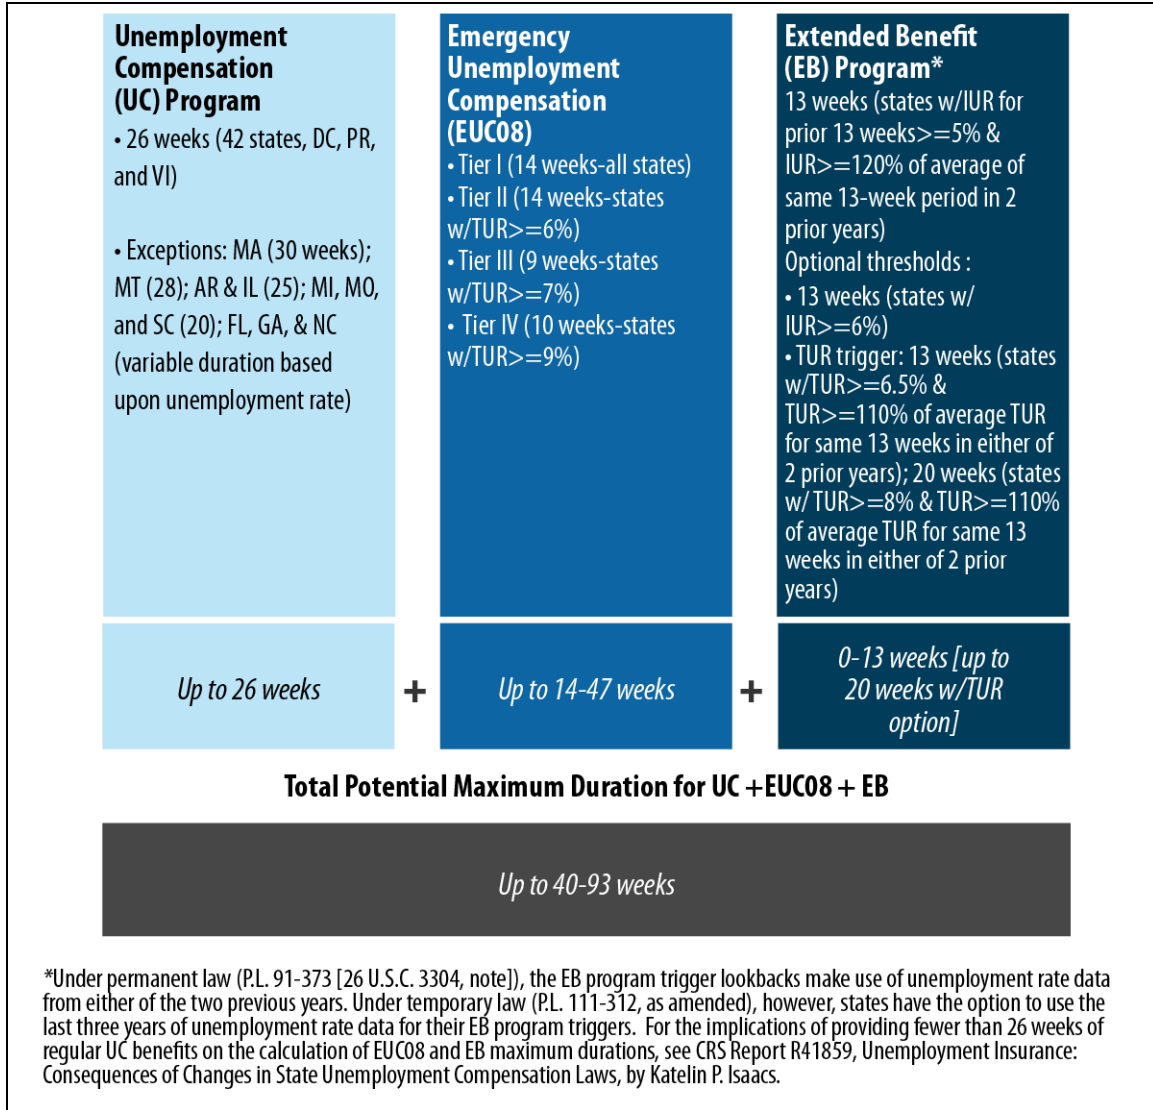 Unemployment
Compensation
(UC) Program
• 26 weeks (42 states, DC, PR,
and VI)
• Exceptions: MA (30 weeks);
MT (28); AR & IL (25); MI, MO,
and SC (20); FL, GA, & NC
(variable duration based
upon unemployment rate)
Emergency
Unemployment
Compensation
(EUC08)
• Tier I (14 weeks-all states)
• Tier II (14 weeks-states
w/TUR>=6%)
• Tier III (9 weeks-states
w/TUR>=7%)
• Tier IV (10 weeks-states
w/TUR>=9%)
Extended Benefit
(EB) Program*
13 weeks (states w/IUR for
prior 13 weeks>=5% &
IUR>=120% of average of
same 13-week period in 2
prior years)
Optional thresholds :
• 13 weeks (states w/
IUR>=6%)
• TUR trigger: 13 weeks (states
w/TUR>=6.5% &
TUR>=110% of average TUR
for same 13 weeks in either of
2 prior years); 20 weeks (states
w/ TUR>=8% & TUR>=110%
of average TUR for same 13
weeks in either of 2 prior
years)
Up to 26 weeks
+
Up to 14-47 weeks
+
0-13 weeks [up to
20 weeks w/TUR
option]
Total Potential Maximum Duration for UC +EUC08 + EB
Up to 40-93 weeks
*Under permanent law (P.L. 91-373 [26 U.S.C. 3304, note]), the EB program trigger lookbacks make use of unemployment rate data
from either of the two previous years. Under temporary law (P.L. 111-312, as amended), however, states have the option to use the
last three years of unemployment rate data for their EB program triggers. For the implications of providing fewer than 26 weeks of
regular UC benefits on the calculation of EUC08 and EB maximum durations, see CRS Report R41859, Unemployment Insurance:
Consequences of Changes in State Unemployment Compensation Laws, by Katelin P. Isaacs.